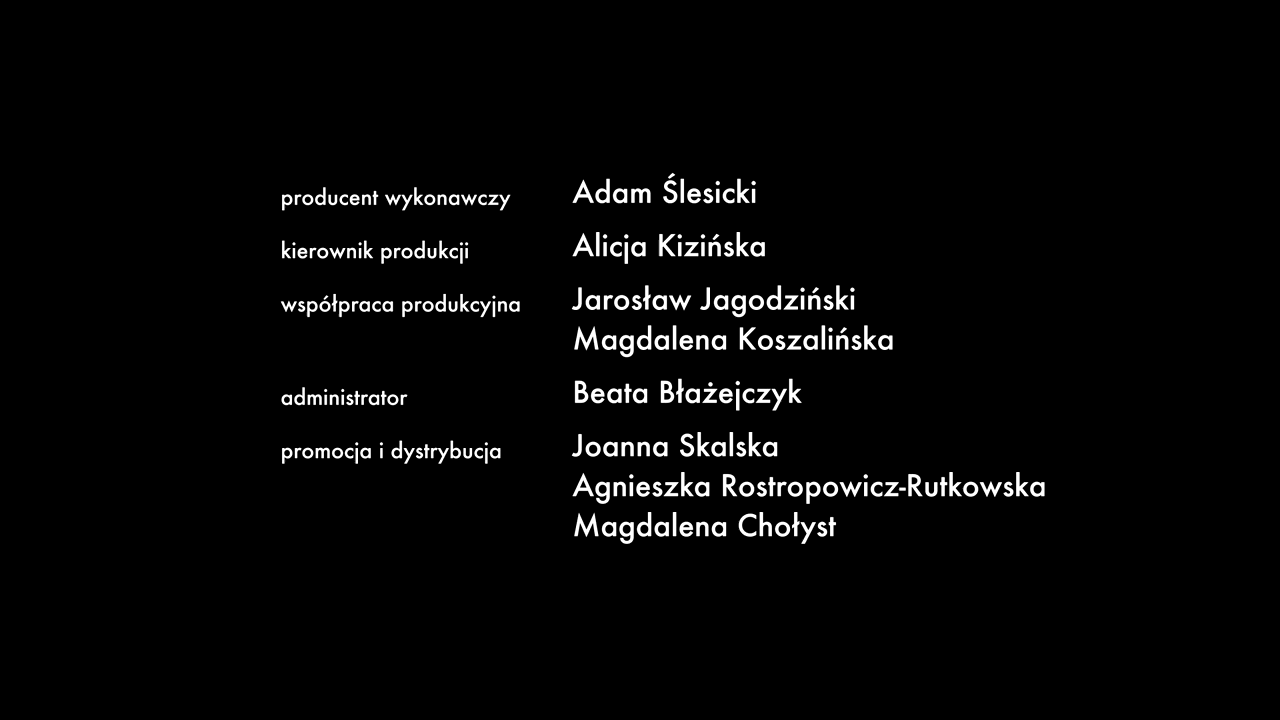 producent wykonawczy Adam Ślesicki
kierownik produkcji Alicja Kizińska
współpraca produkcyjna Jarosław Jagodziński
Magdalena Koszalińska
administrator Beata Błażejczyk
promocja i dystrybucja Joanna Skalska
Agnieszka Rostropowicz-Rutkowska
Magdalena Chołyst